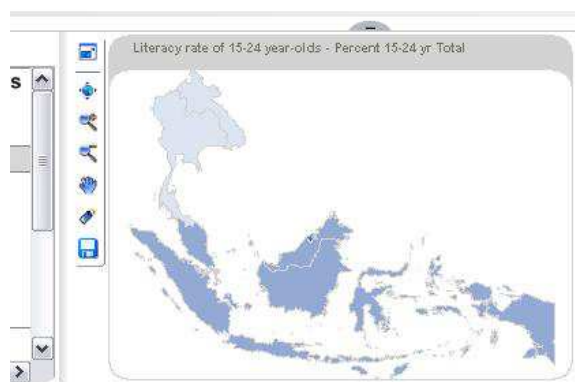 Literacy rate of 15-24 year-olds - Percent 15-24 yr Total
s